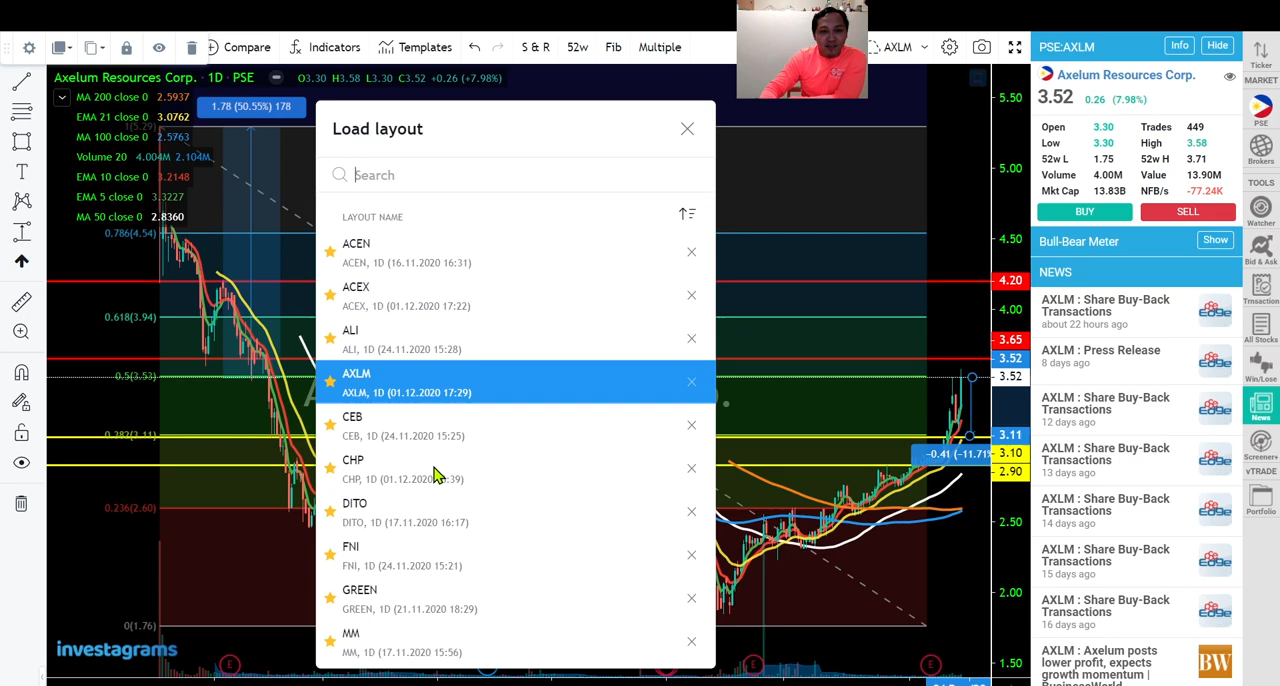 Compare
Indicators
Templates
S & R
52w
Fib
Multiple
AXLM
Axelum Resources Corp. · 1D · PSE
O3.30 H3.58 L3.30 C3.52 +0.26 (+7.98%)
MA 200 close 0 2.5937
EMA 21 close 0 3.0762
MA 100 close 0 2.5763
Volume 20 4.004M 2.104M
EMA 10 close 0 3.2148
EMA 5 close 0 3.3227
MA 50 close 0 2.8360
1.78 (50.55%) 178
1(5.29)
0.786(4.54)
0.618(3.94)
0.5(3.53)
0.382(3.11)
0.236(2.60)
0(1.76)
investagrams
E
E
E
Load layout
Search
LAYOUT NAME
ACEN
ACEN, 1D (16.11.2020 16:31)
ACEX
ACEX, 1D (01.12.2020 17:22)
ALI
ALI, 1D (24.11.2020 15:28)
AXLM
AXLM, 1D (01.12.2020 17:29)
CEB
CEB, 1D (24.11.2020 15:25)
CHP
CHP, 1D (01.12.2020
DITO
DITO, 1D (17.11.2020 16:17)
FNI
FNI, 1D (24.11.2020 15:21)
GREEN
GREEN, 1D (21.11.2020 18:29)
MM
MM, 1D (17.11.2020 15:56)
−0.41 (−11.71%
5.50
5.00
4.50
4.20
4.00
3.65
3.52
3.52
3.11
3.10
2.90
2.50
2.00
1.50
PSE:AXLM
Info
Hide
Axelum Resources Corp.
3.52 0.26 (7.98%)
Open 3.30 Trades 449
Low 3.30 High 3.58
52w L 1.75 52w H 3.71
Volume 4.00M Value 13.90M
Mkt Cap 13.83B NFB/s -77.24K
BUY
SELL
Bull-Bear Meter
Show
NEWS
AXLM : Share Buy-Back
Transactions
about 22 hours ago
AXLM : Press Release
8 days ago
AXLM : Share Buy-Back
Transactions
12 days ago
AXLM : Share Buy-Back
Transactions
13 days ago
AXLM : Share Buy-Back
Transactions
14 days ago
AXLM : Share Buy-Back
Transactions
15 days ago
AXLM : Share Buy-Back
Transactions
16 days ago
AXLM : Axelum posts
lower profit, expects
growth momentum |
BusinessWorld
BW
Ticker
MARKET
PSE
Brokers
TOOLS
Watcher
Bid & Ask
Trnsaction
All Stocks
Win/Lose
News
Screener+
vTRADE
Portfolio